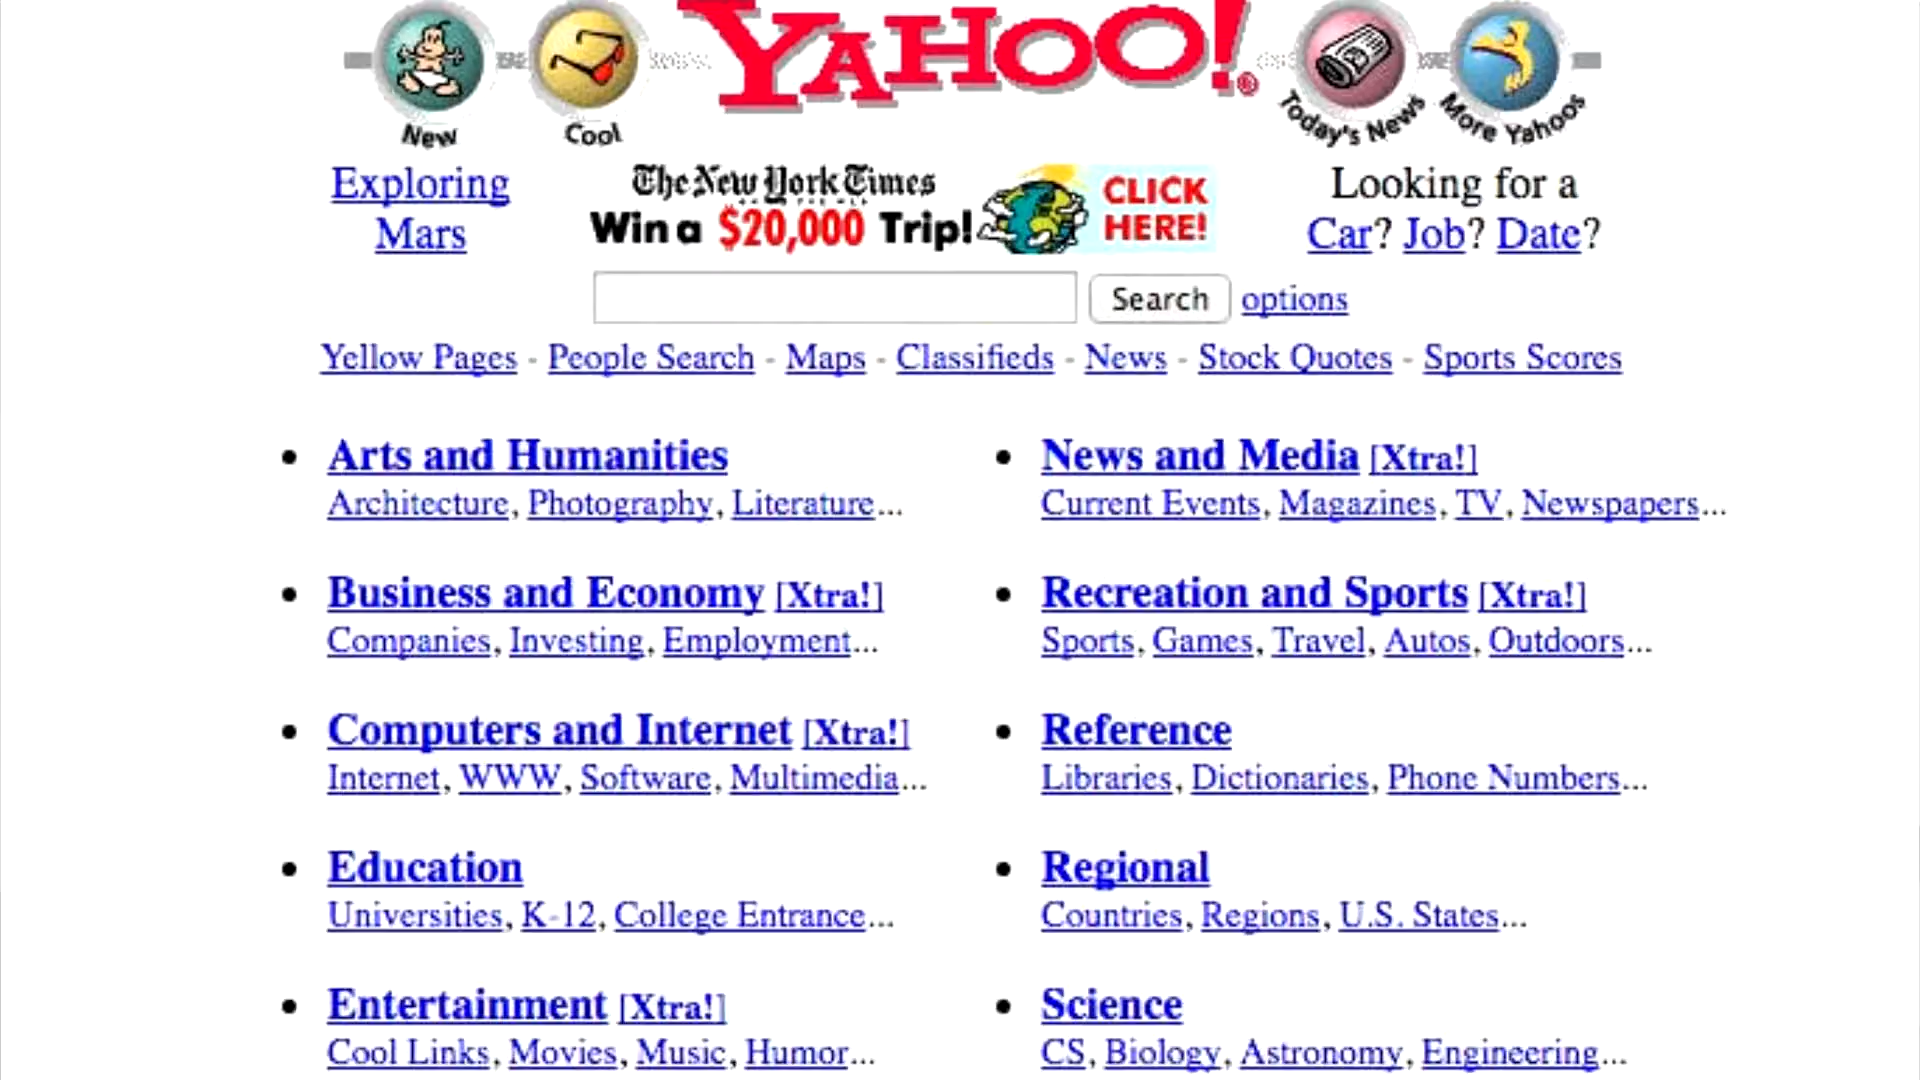 YAHOO!®
New
Cool
Today's News
More Yahoos
Exploring
Mars
The New York Times
Win a $20,000 Trip!
CLICK
HERE!
Looking for a
Car? Job? Date?
Search options
Yellow Pages - People Search - Maps - Classifieds - News - Stock Quotes - Sports Scores
• Arts and Humanities
Architecture, Photography, Literature...
• Business and Economy [Xtra!]
Companies, Investing, Employment...
• Computers and Internet [Xtra!]
Internet, WWW, Software, Multimedia...
• Education
Universities, K-12, College Entrance...
• Entertainment [Xtra!]
Cool Links, Movies, Music, Humor...
• News and Media [Xtra!]
Current Events, Magazines, TV, Newspapers...
• Recreation and Sports [Xtra!]
Sports, Games, Travel, Autos, Outdoors...
• Reference
Libraries, Dictionaries, Phone Numbers...
• Regional
Countries, Regions, U.S. States...
• Science
CS, Biology, Astronomy, Engineering...